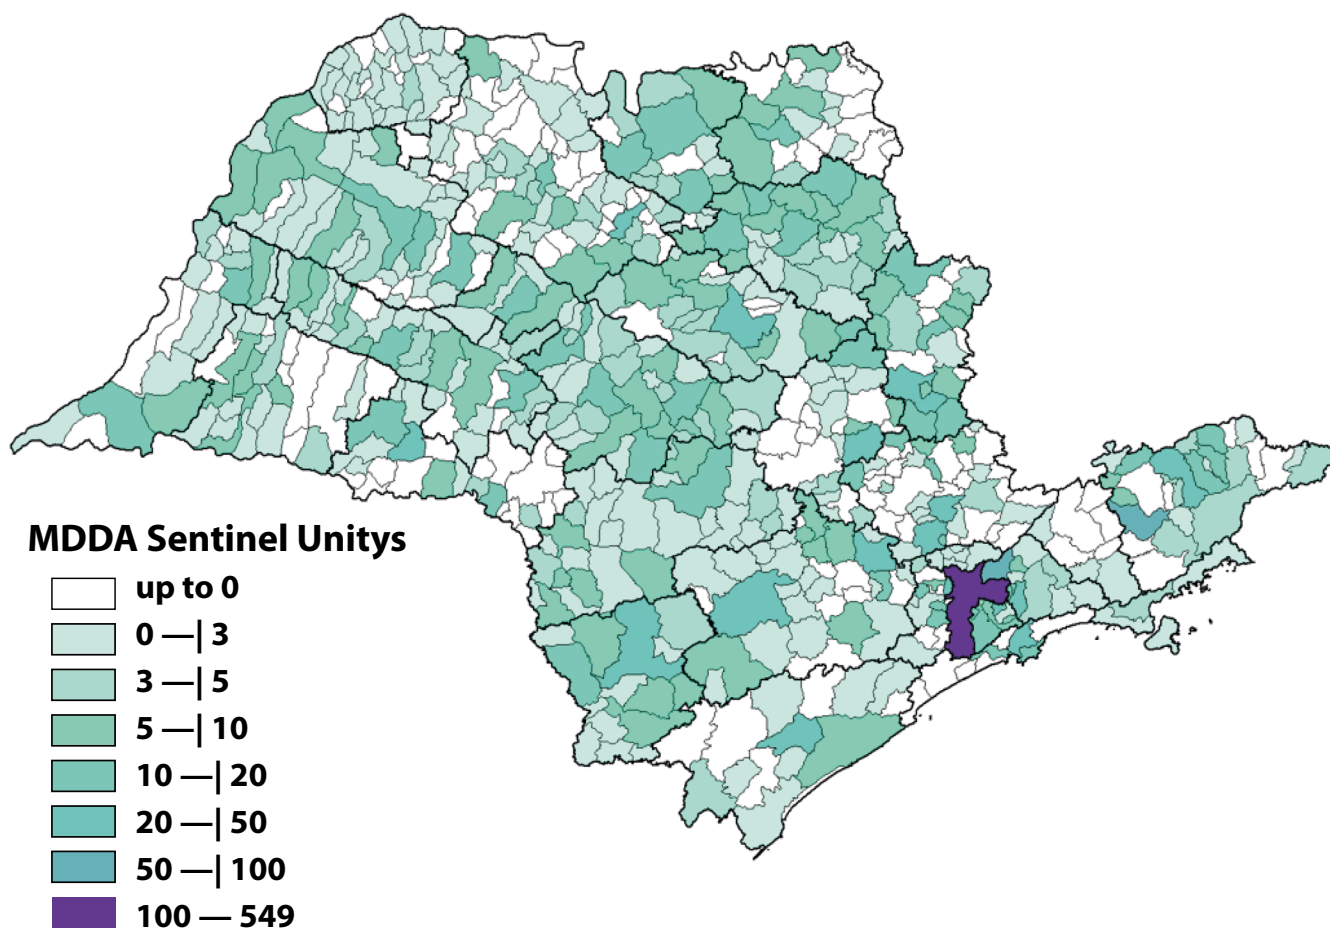 MDDA Sentinel Unitys
up to 0
0 —| 3
3 —| 5
5 —| 10
10 —| 20
20 —| 50
50 —| 100
100 — 549